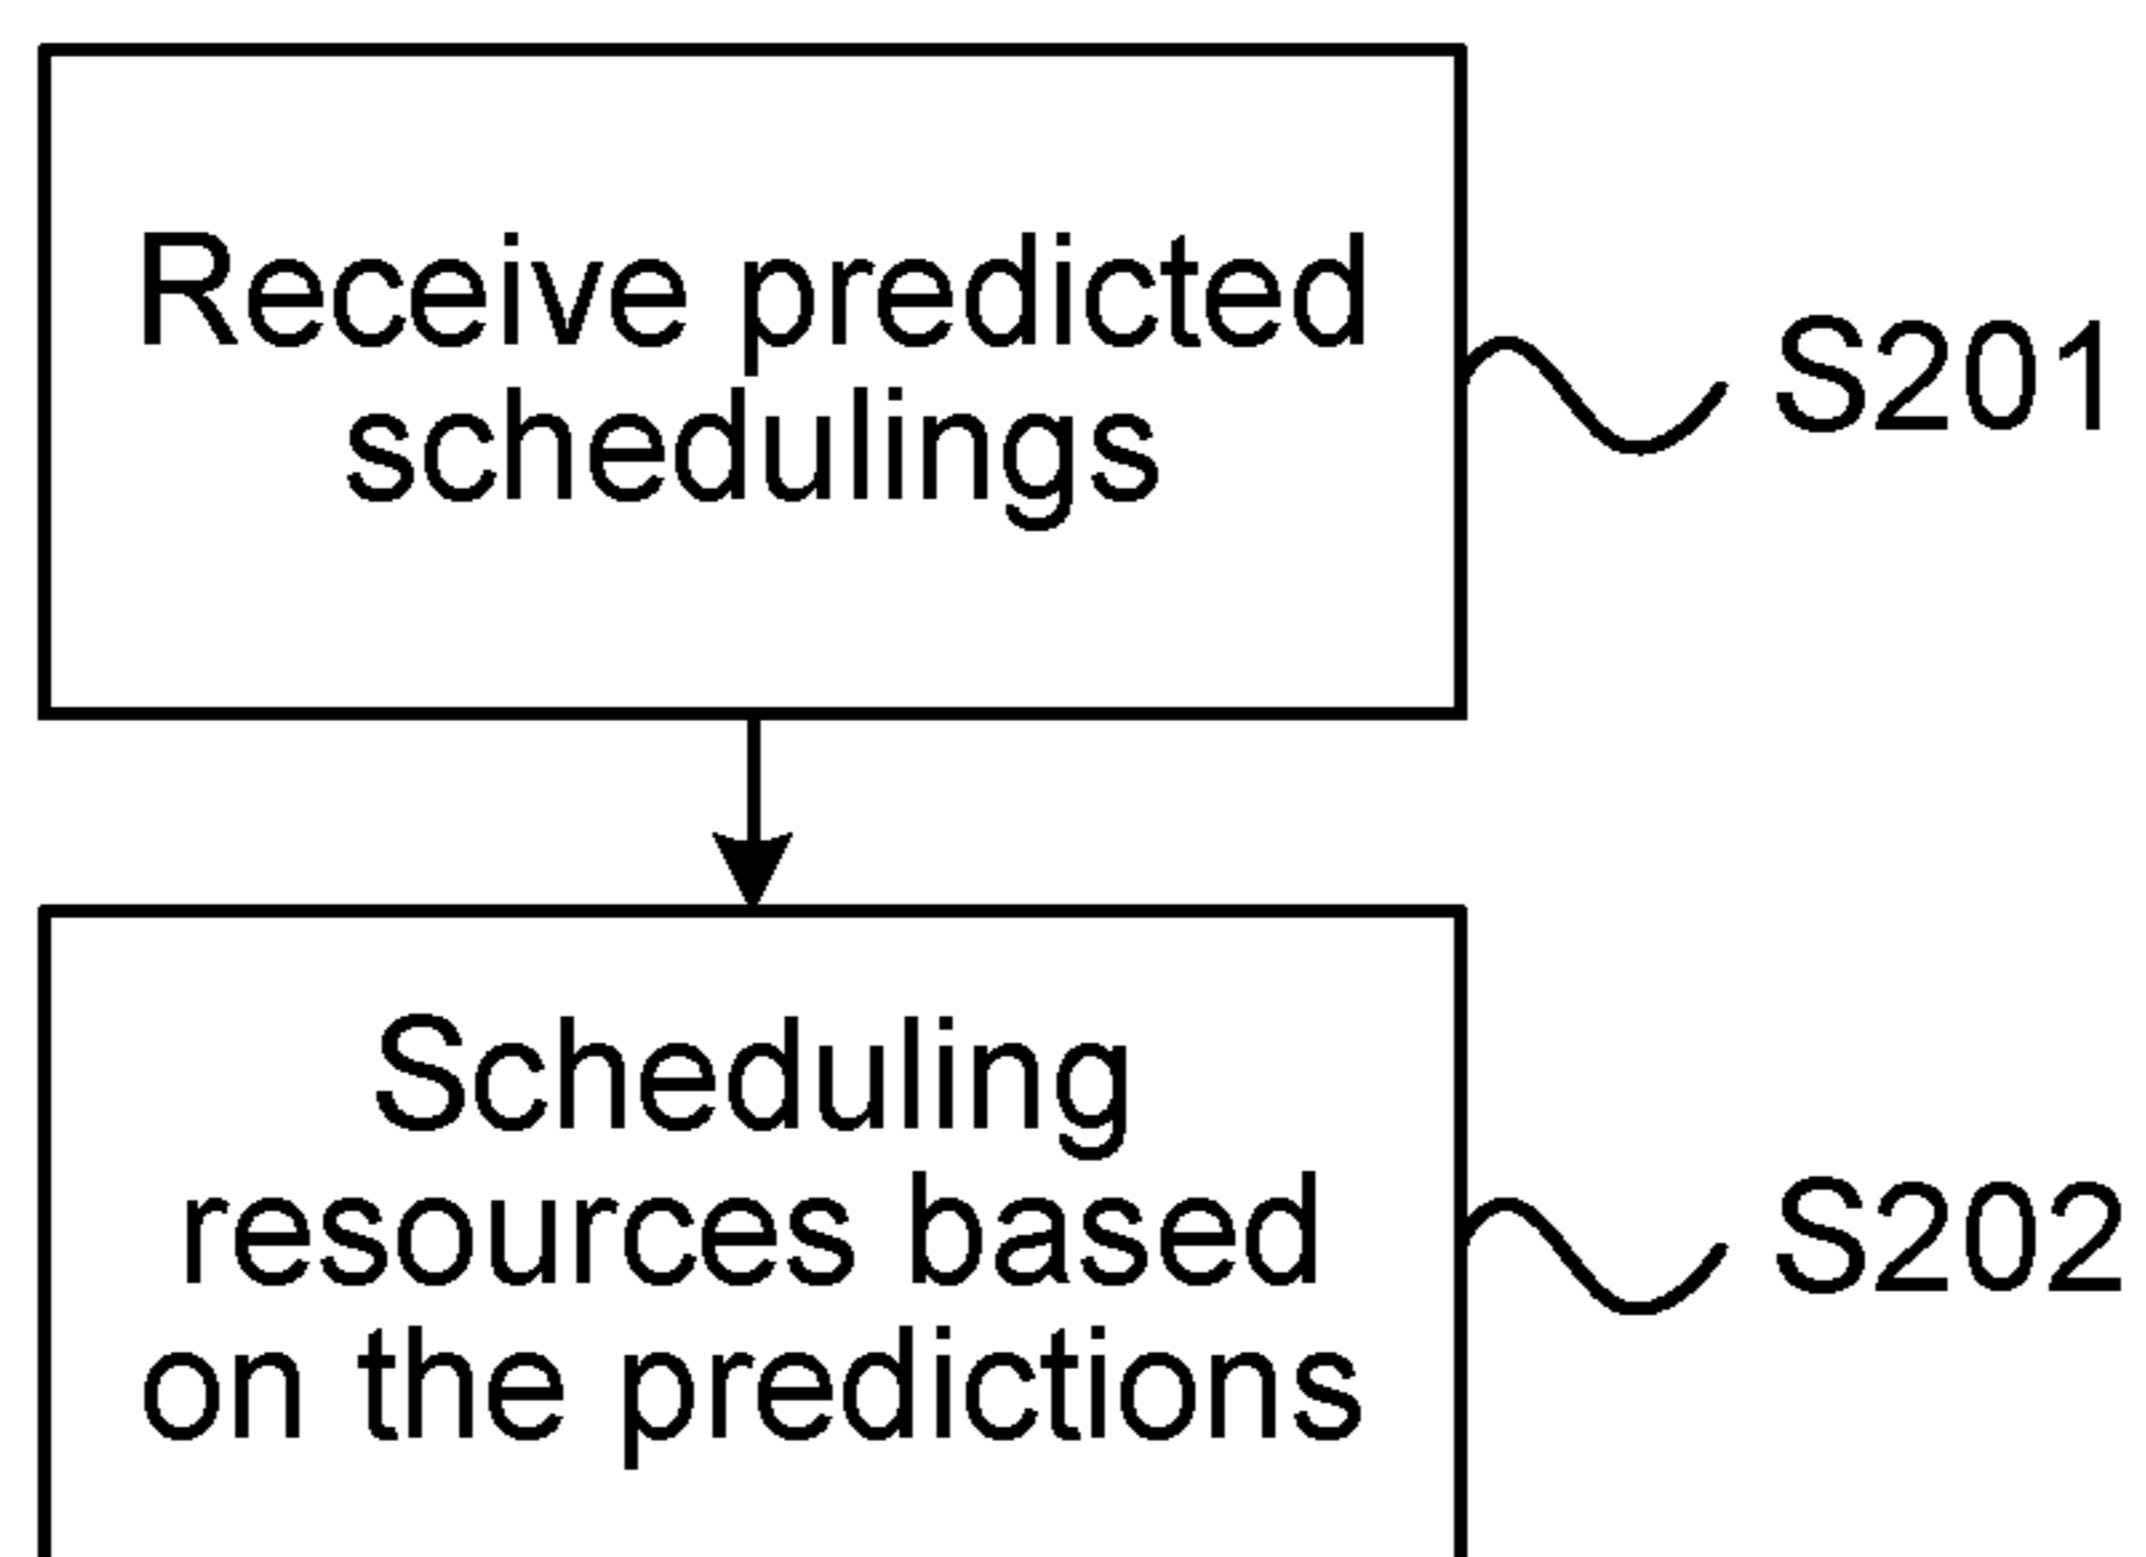 Receive predicted
schedulings
S201
Scheduling
resources based
on the predictions
S202